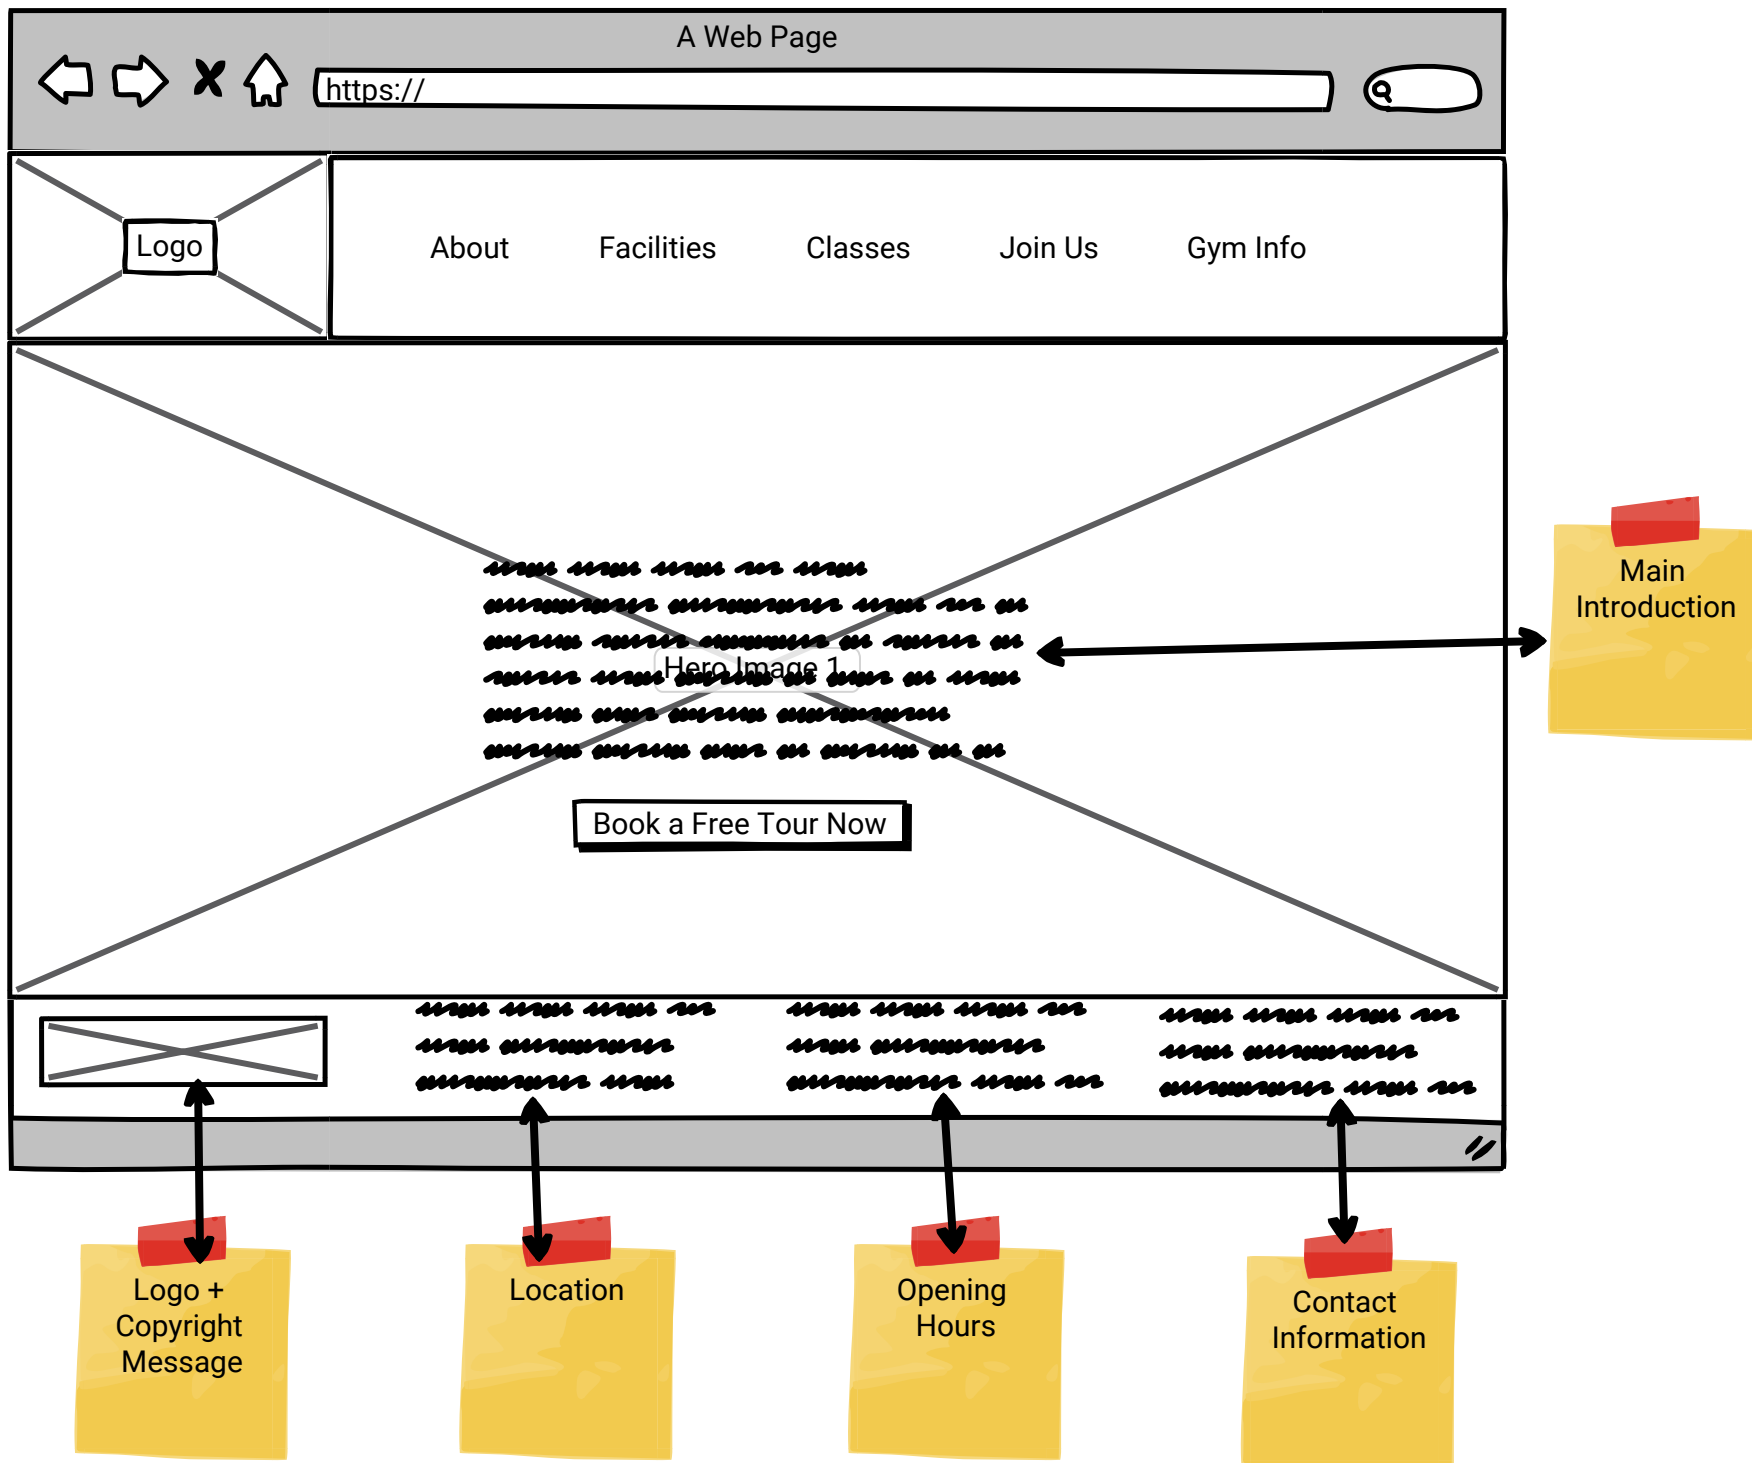 A Web Page
https://
Logo
About Facilities Classes Join Us Gym Info
Main
Introduction
Hero Image 1
Book a Free Tour Now
Logo +
Copyright
Message
Location
Opening
Hours
Contact
Information